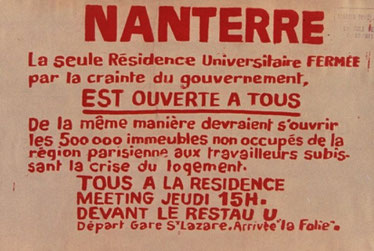 NANTERRE
La seule Résidence Universitaire FERMÉE
par la crainte du gouvernement,
EST OUVERTE A TOUS
De la même manière devraient s'ouvrir
les 500 000 immeubles non occupés de la
région parisienne aux travailleurs subis-
sant la crise du logement.
TOUS A LA RESIDENCE
MEETING JEUDI 15H.
DEVANT LE RESTAU U
Départ Gare St Lazare. Arrivée "la Folie".